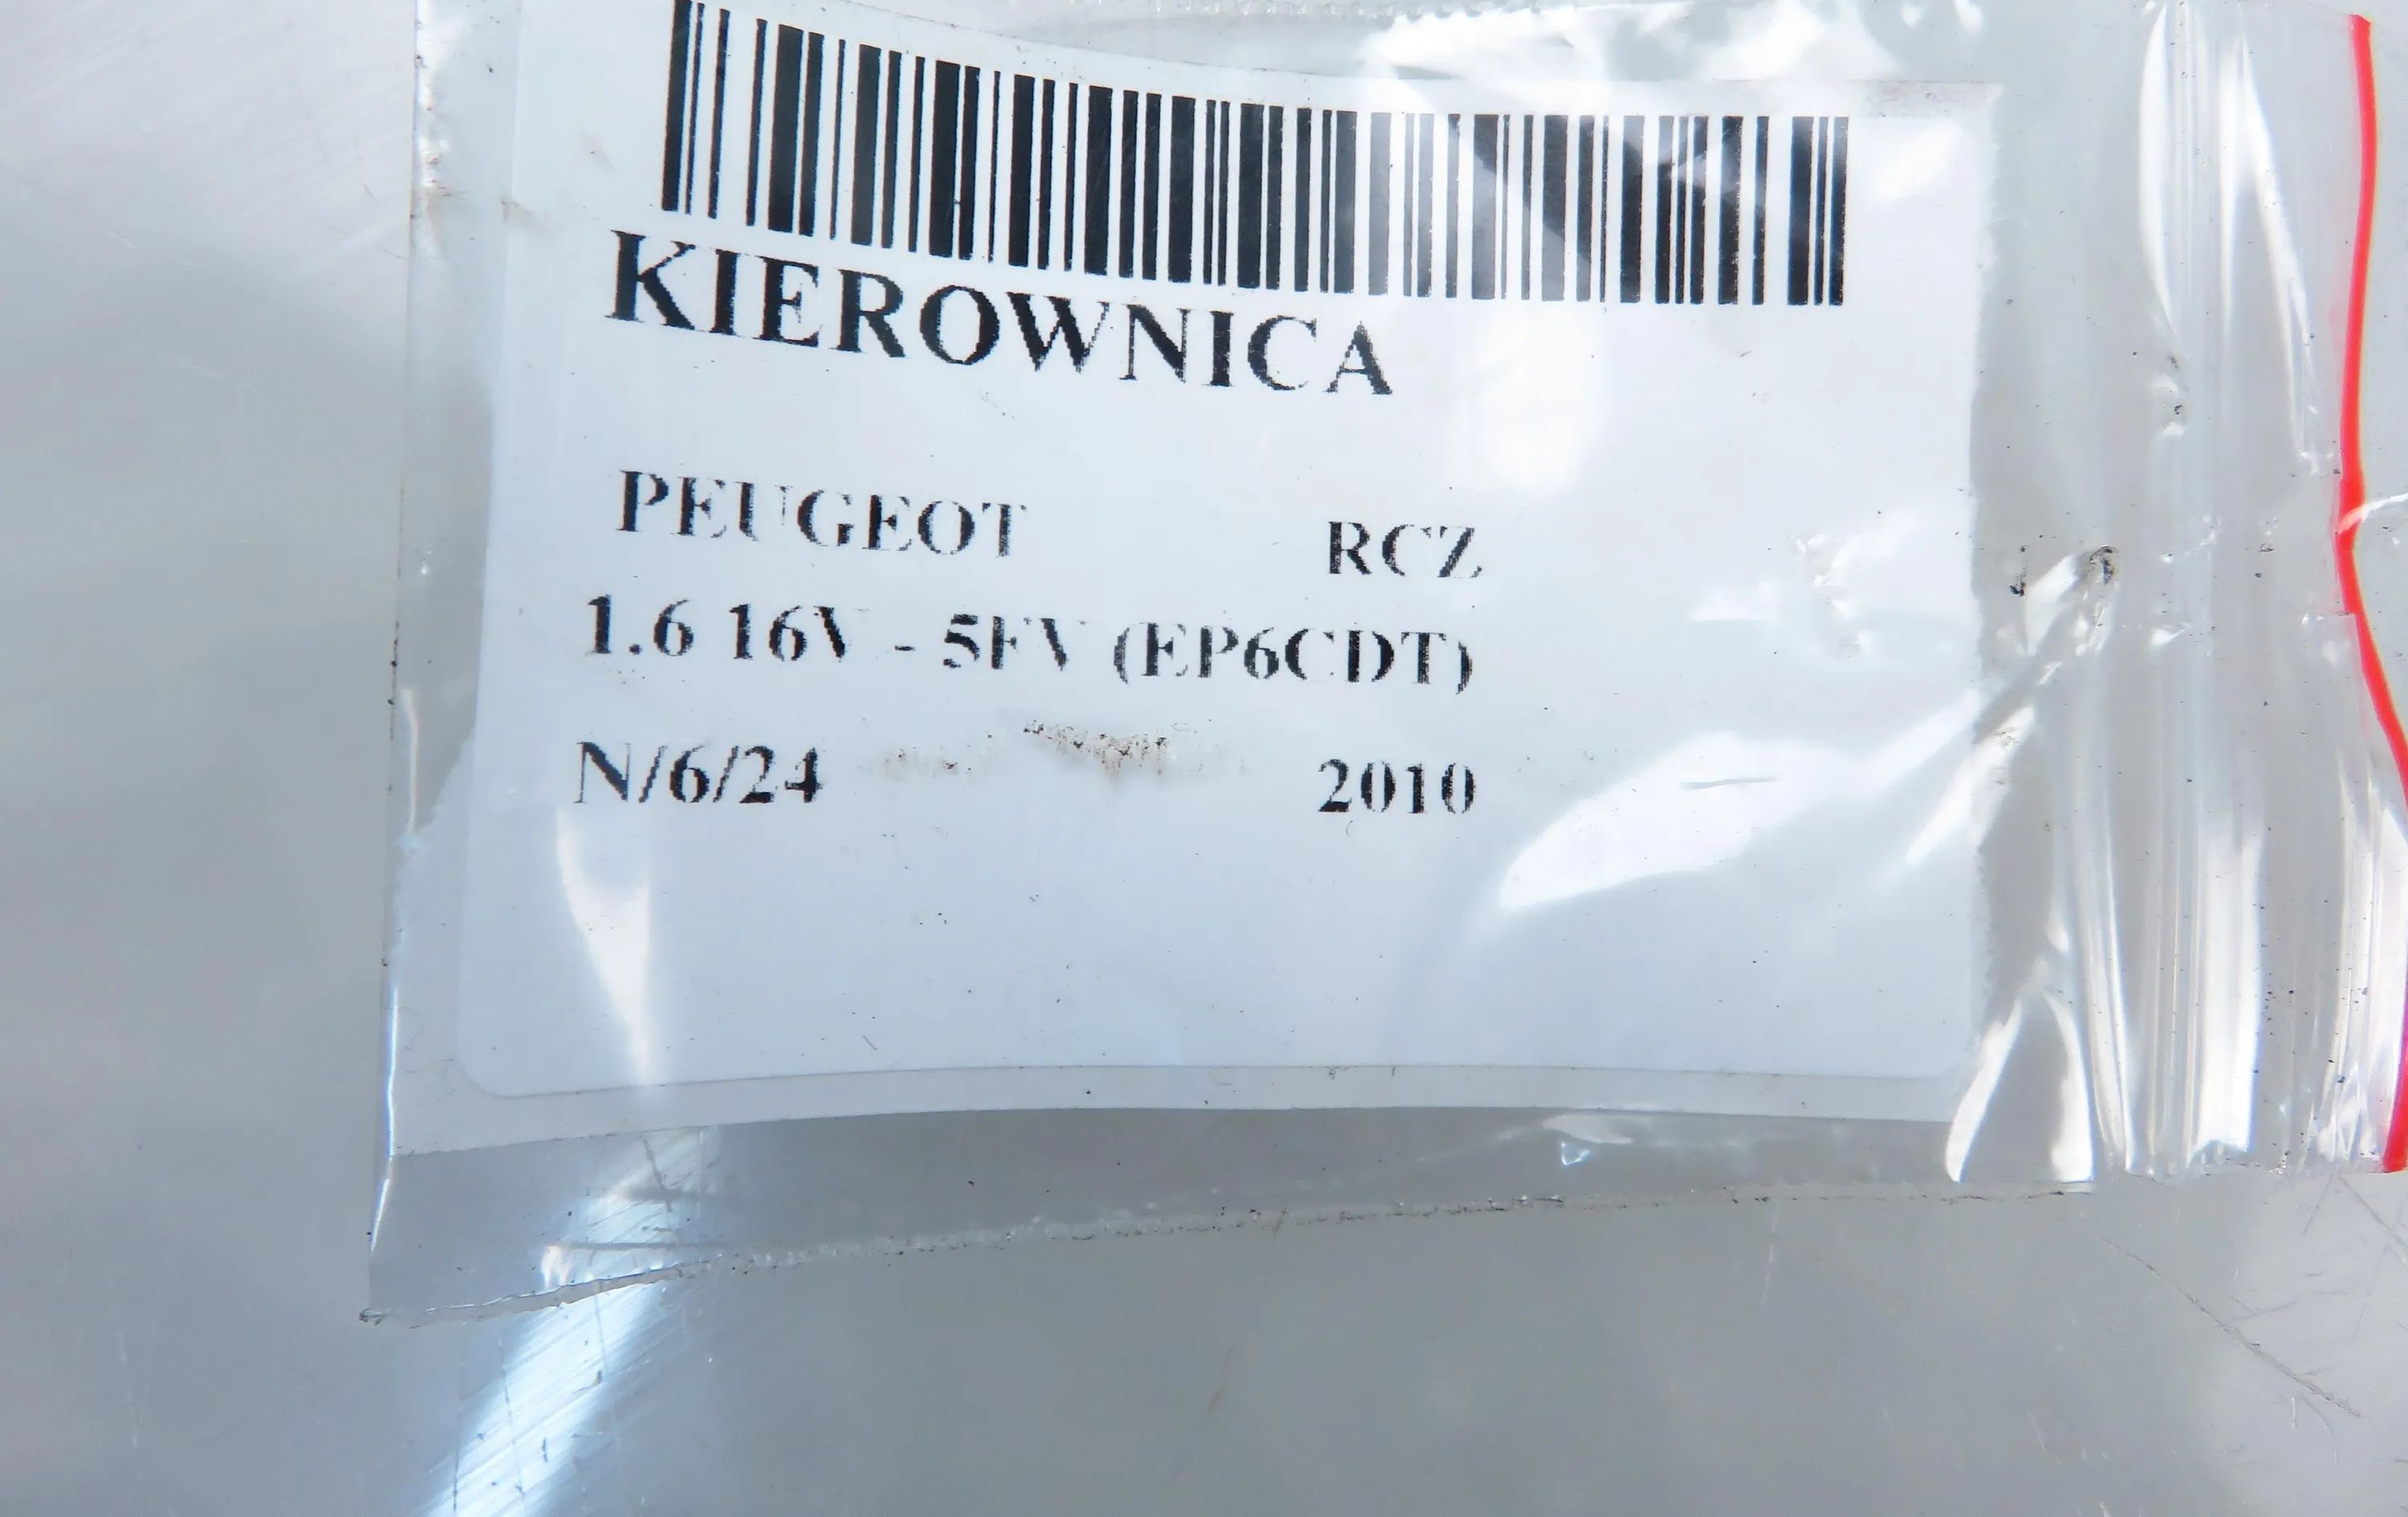 KIEROWNICA
PEUGEOT RCZ
1.6 16V - 5FV (EP6CDT)
N/6/24 2010